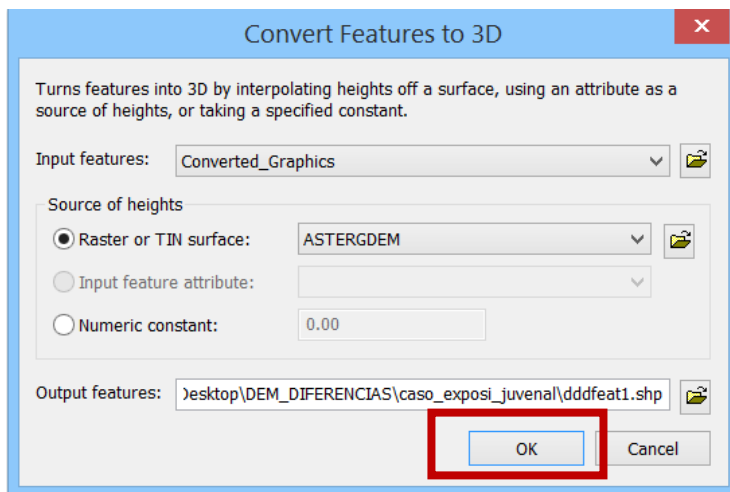 Convert Features to 3D
x
Turns features into 3D by interpolating heights off a surface, using an attribute as a
source of heights, or taking a specified constant.
Input features: Converted_Graphics
Source of heights
Raster or TIN surface: ASTERGDEM
Input feature attribute:
Numeric constant: 0.00
Output features: Desktop\DEM_DIFERENCIAS\caso_exposi_juvenal\dddfeat1.shp
OK Cancel